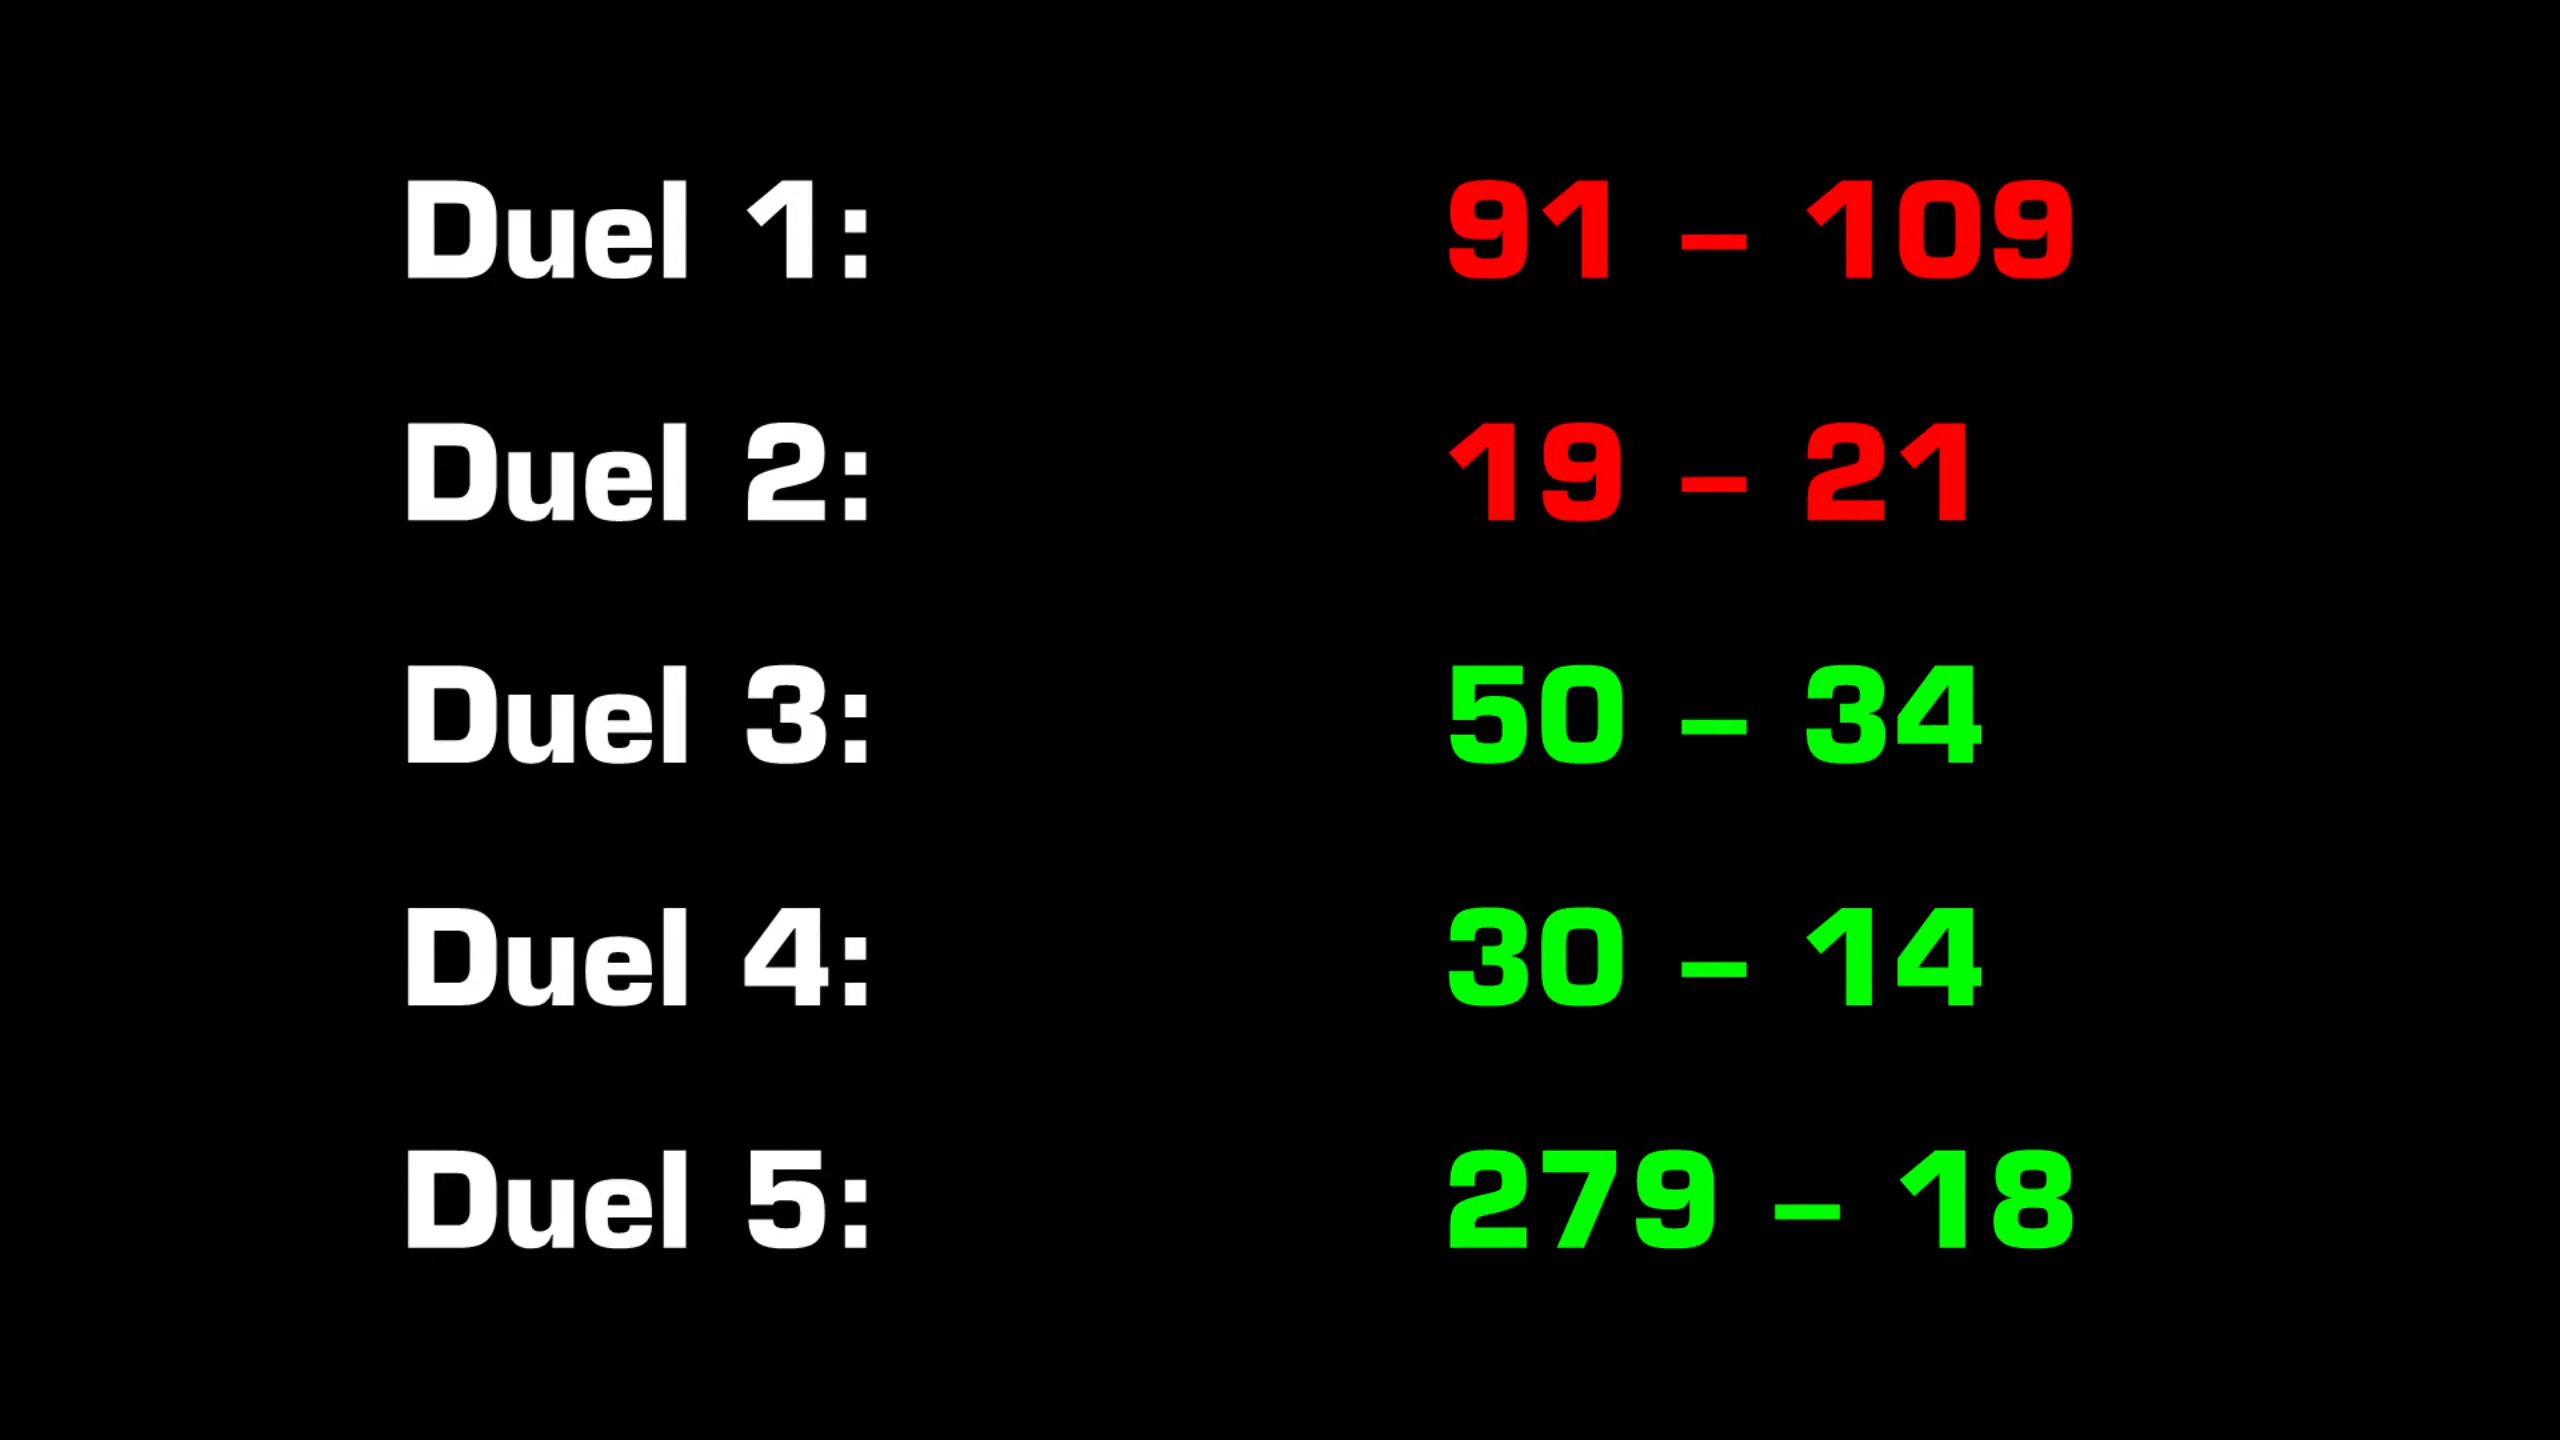 Duel 1: 91 – 109
Duel 2: 19 – 21
Duel 3: 50 – 34
Duel 4: 30 – 14
Duel 5: 279 – 18